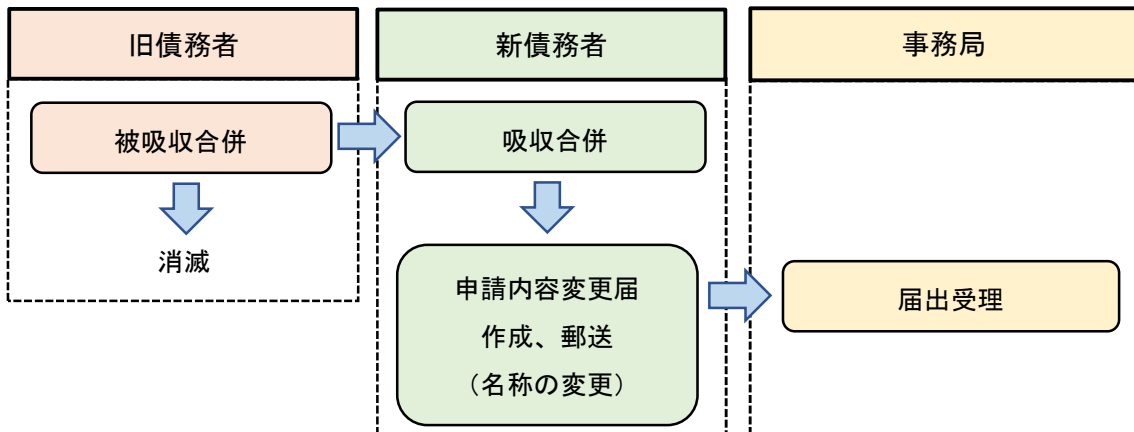 旧債務者
新債務者
事務局
被吸収合併
吸収合併
消滅
申請内容変更届
作成、郵送
（名称の変更）
届出受理